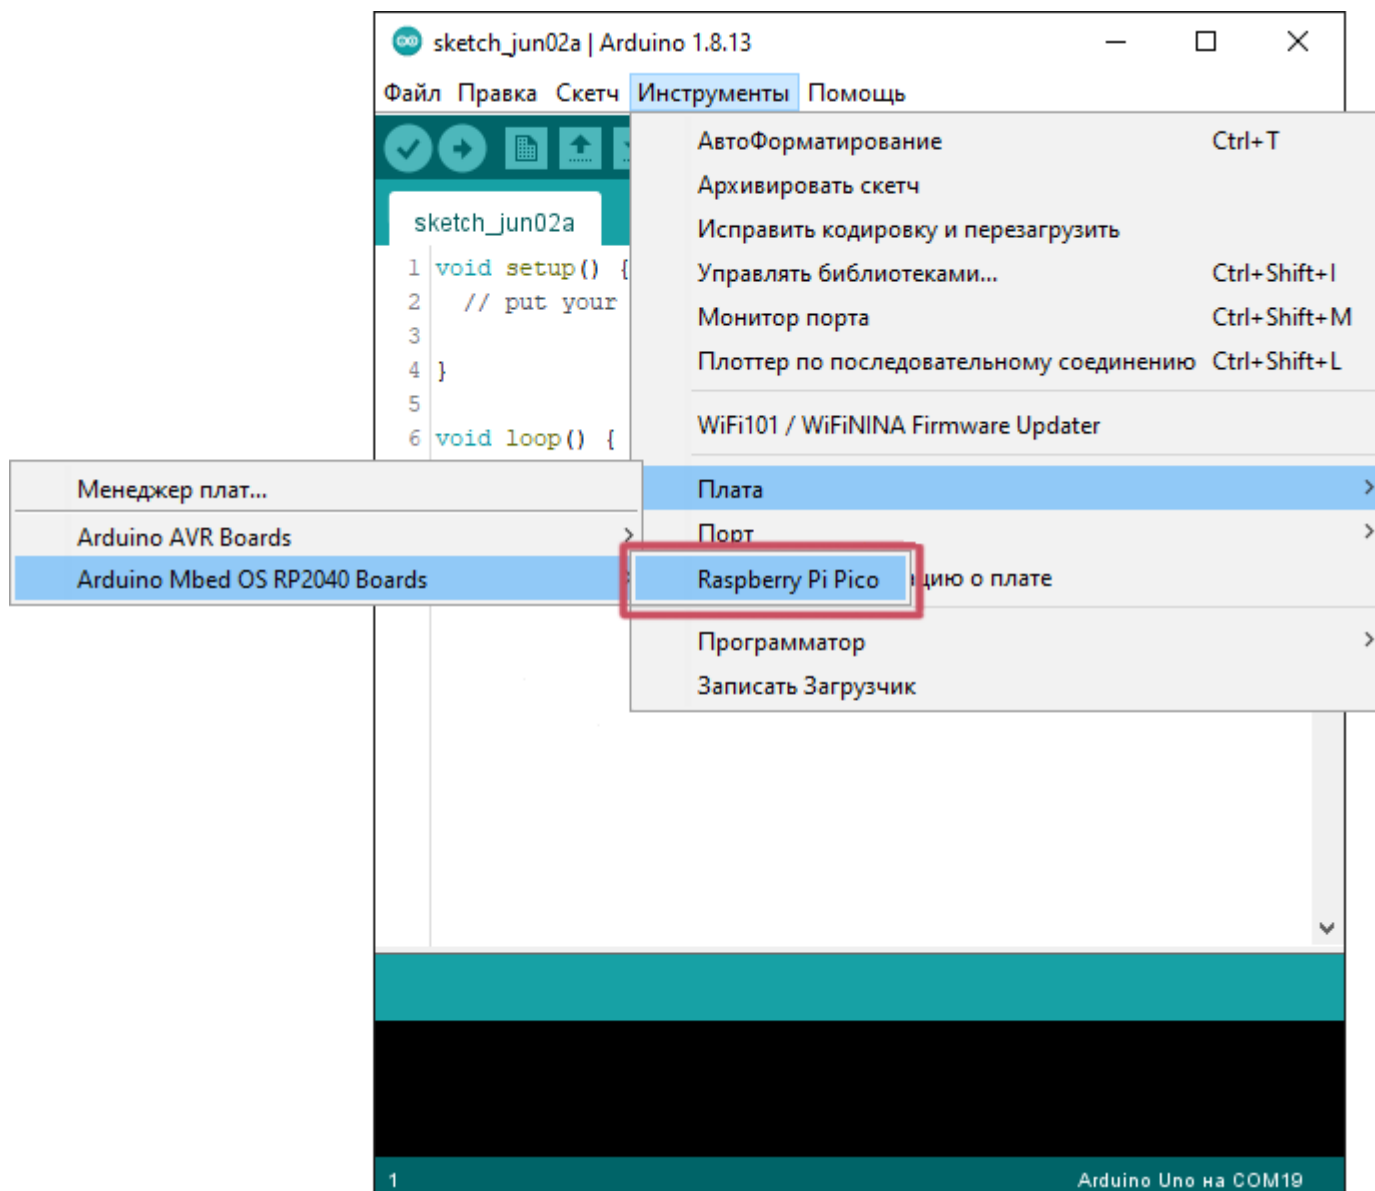 sketch_jun02a | Arduino 1.8.13
Файл Правка Скетч Инструменты Помощь
sketch_jun02a
1 void setup() {
2 // put your
3
4 }
5
6 void loop() {
АвтоФорматирование Ctrl+T
Архивировать скетч
Исправить кодировку и перезагрузить
Управлять библиотеками... Ctrl+Shift+I
Монитор порта Ctrl+Shift+M
Плоттер по последовательному соединению Ctrl+Shift+L
WiFi101 / WiFiNINA Firmware Updater
Плата
Порт
цию о плате
Программатор
Записать Загрузчик
Менеджер плат...
Arduino AVR Boards
Arduino Mbed OS RP2040 Boards
Raspberry Pi Pico
1 Arduino Uno на COM19